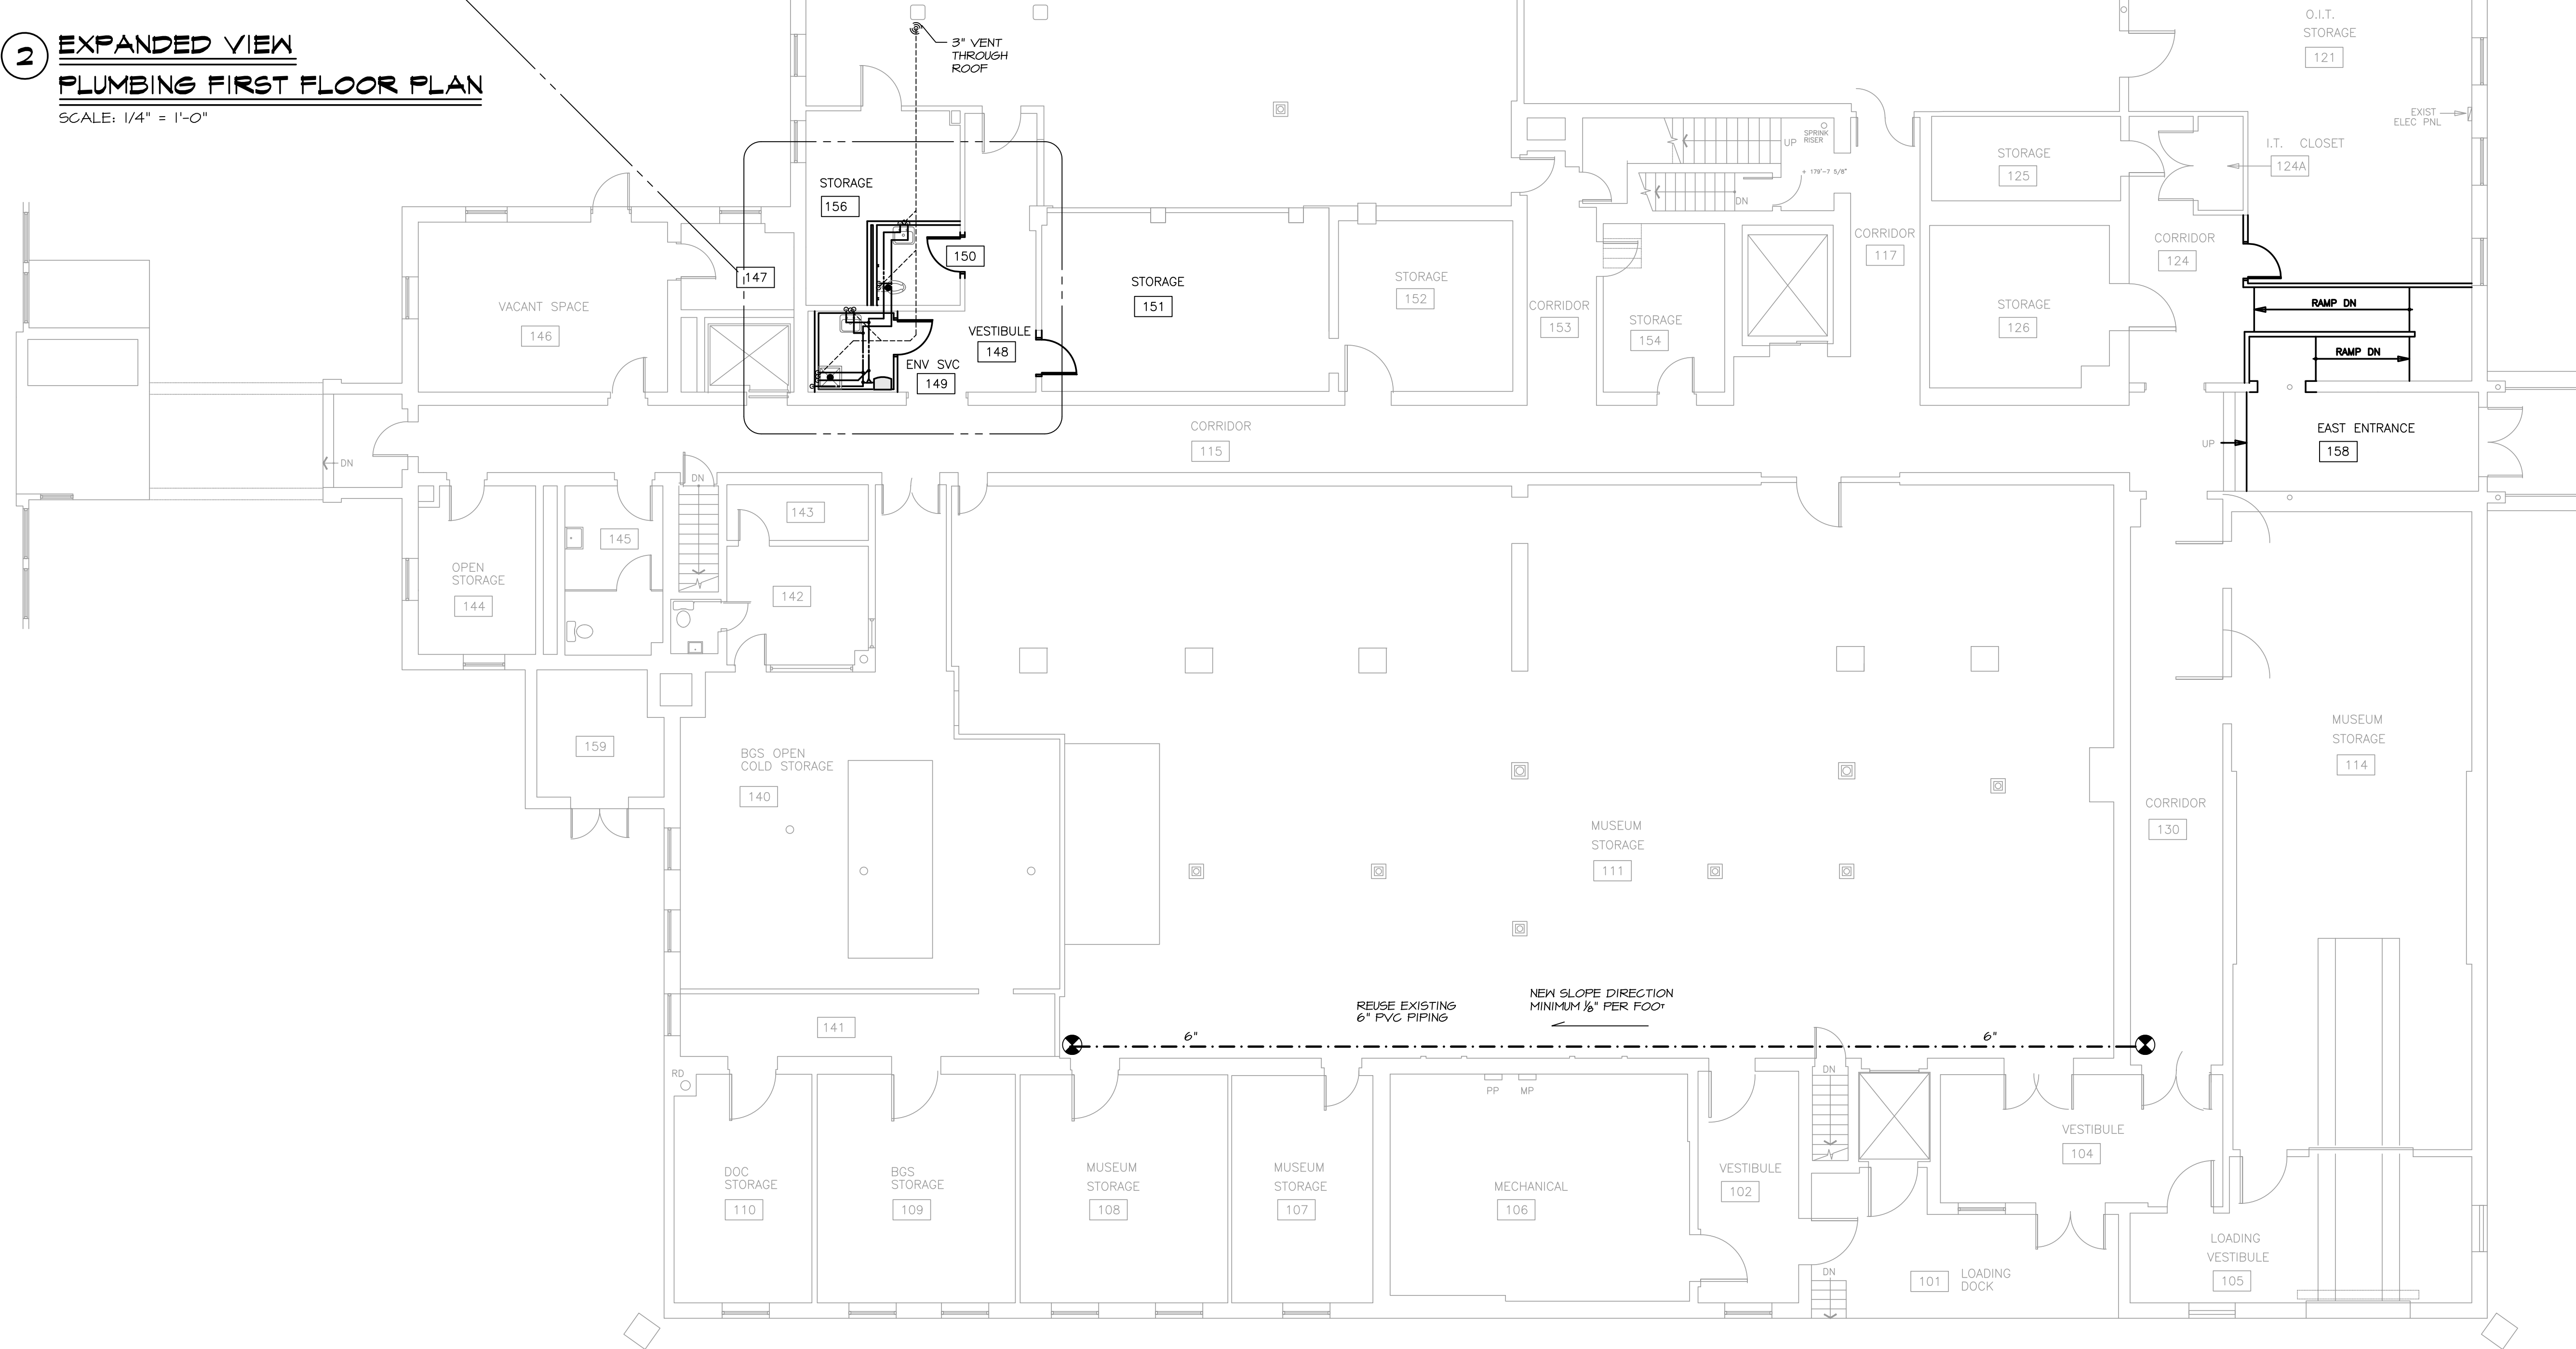 2
EXPANDED VIEW
PLUMBING FIRST FLOOR PLAN
SCALE: 1/4" = 1'-0"
3" VENT
THROUGH
ROOF
O.I.T.
STORAGE
121
EXIST
ELEC PNL
I.T. CLOSET
124A
UP
SPRINK
RISER
+ 179'-7 5/8"
DN
STORAGE
125
STORAGE
156
150
147
CORRIDOR
117
CORRIDOR
124
STORAGE
151
STORAGE
152
CORRIDOR
153
STORAGE
154
STORAGE
126
RAMP DN
RAMP DN
VACANT SPACE
146
VESTIBULE
148
ENV SVC
149
CORRIDOR
115
UP
EAST ENTRANCE
158
DN
DN
143
145
142
OPEN
STORAGE
144
159
BGS OPEN
COLD STORAGE
140
MUSEUM
STORAGE
114
CORRIDOR
130
MUSEUM
STORAGE
111
REUSE EXISTING
6" PVC PIPING
NEW SLOPE DIRECTION
MINIMUM 1/8" PER FOOT
141
6"
6"
RD
PP
MP
DN
VESTIBULE
104
DOC
STORAGE
110
BGS
STORAGE
109
MUSEUM
STORAGE
108
MUSEUM
STORAGE
107
MECHANICAL
106
VESTIBULE
102
LOADING
VESTIBULE
105
DN
101
LOADING
DOCK